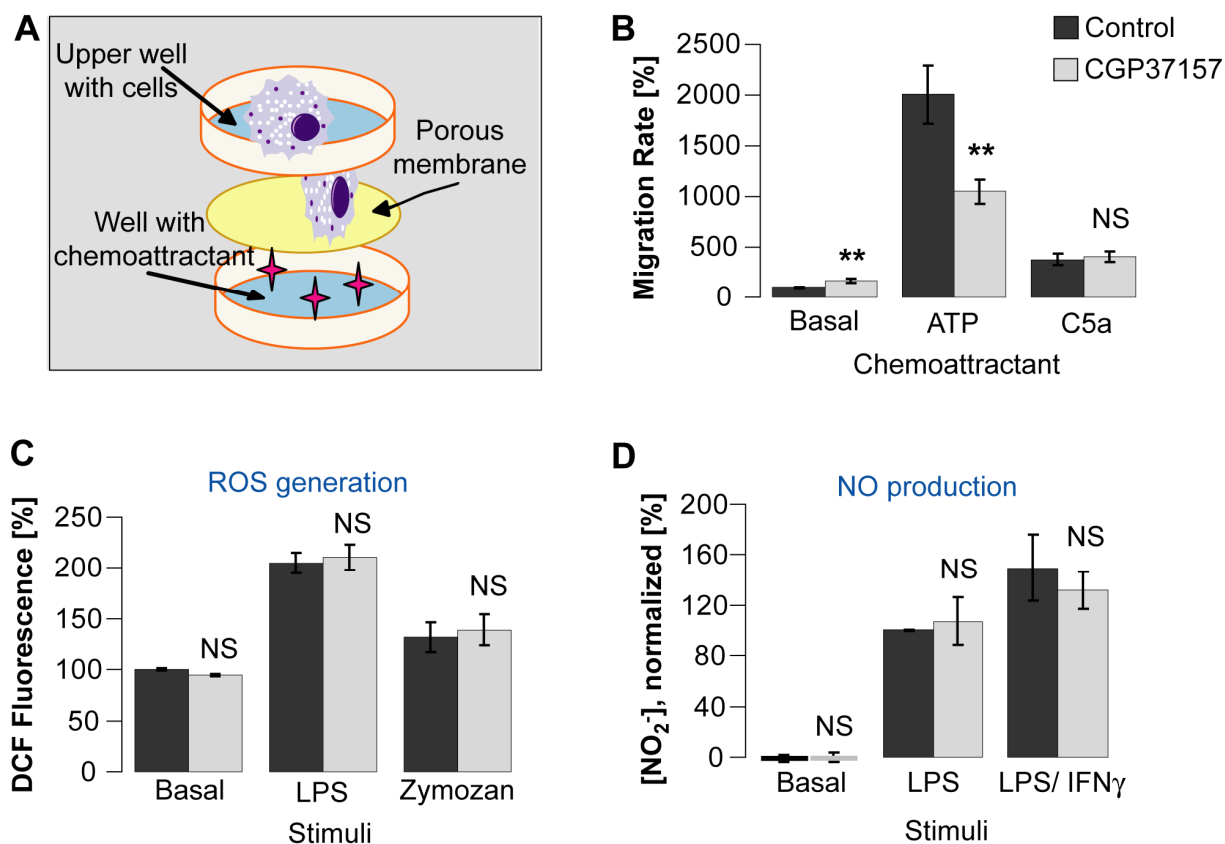 A
Upper well
with cells
Porous
membrane
Well with
chemoattractant
B
Control
CGP37157
Migration Rate [%]
2500
2000
1500
1000
500
0
**
**
NS
Basal
ATP
C5a
Chemoattractant
C
ROS generation
DCF Fluorescence [%]
250
200
150
100
50
0
NS
NS
NS
Basal
LPS
Zymozan
Stimuli
D
NO production
[NO₂⁻], normalized [%]
200
160
120
80
40
0
NS
NS
NS
Basal
LPS
LPS/ IFNγ
Stimuli